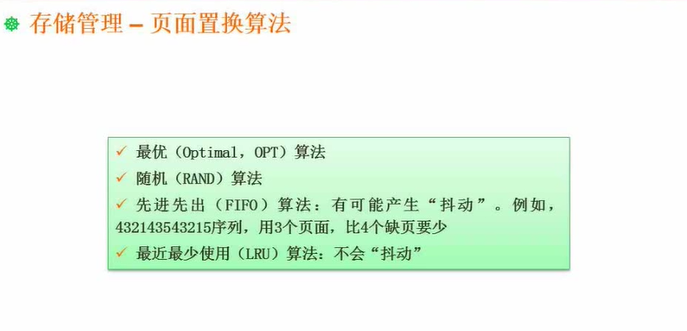 存储管理 – 页面置换算法
✓ 最优（Optimal，OPT）算法
✓ 随机（RAND）算法
✓ 先进先出（FIFO）算法：有可能产生“抖动”。例如，
432143543215序列，用3个页面，比4个缺页要少
✓ 最近最少使用（LRU）算法：不会“抖动”